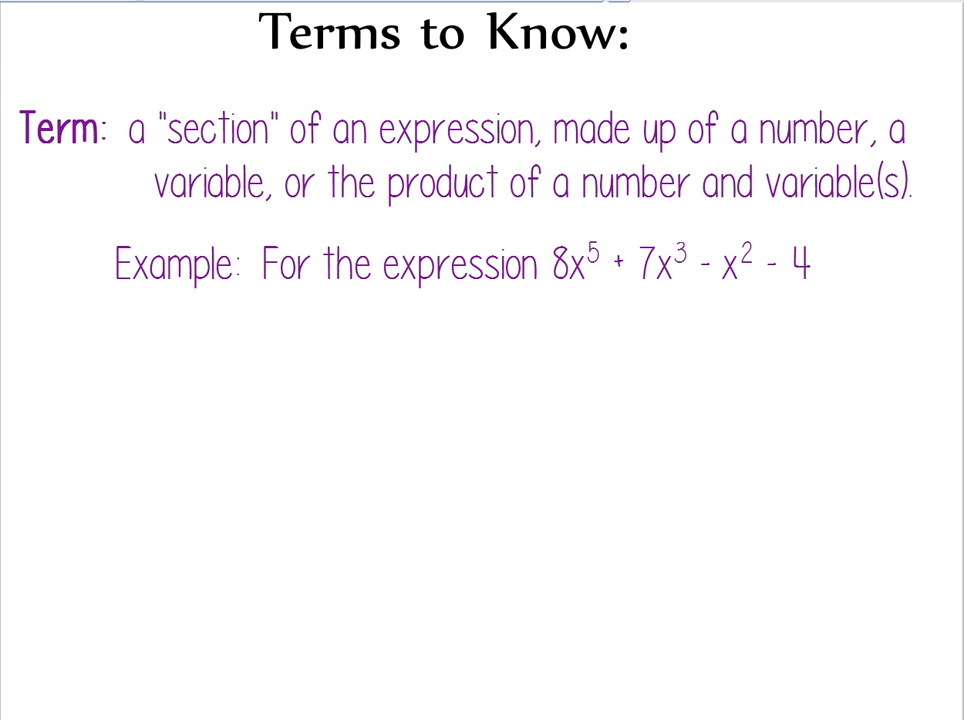 Terms to Know:
Term: a "section" of an expression, made up of a number, a
variable, or the product of a number and variable(s).
Example: For the expression 8x⁵ + 7x³ - x² - 4